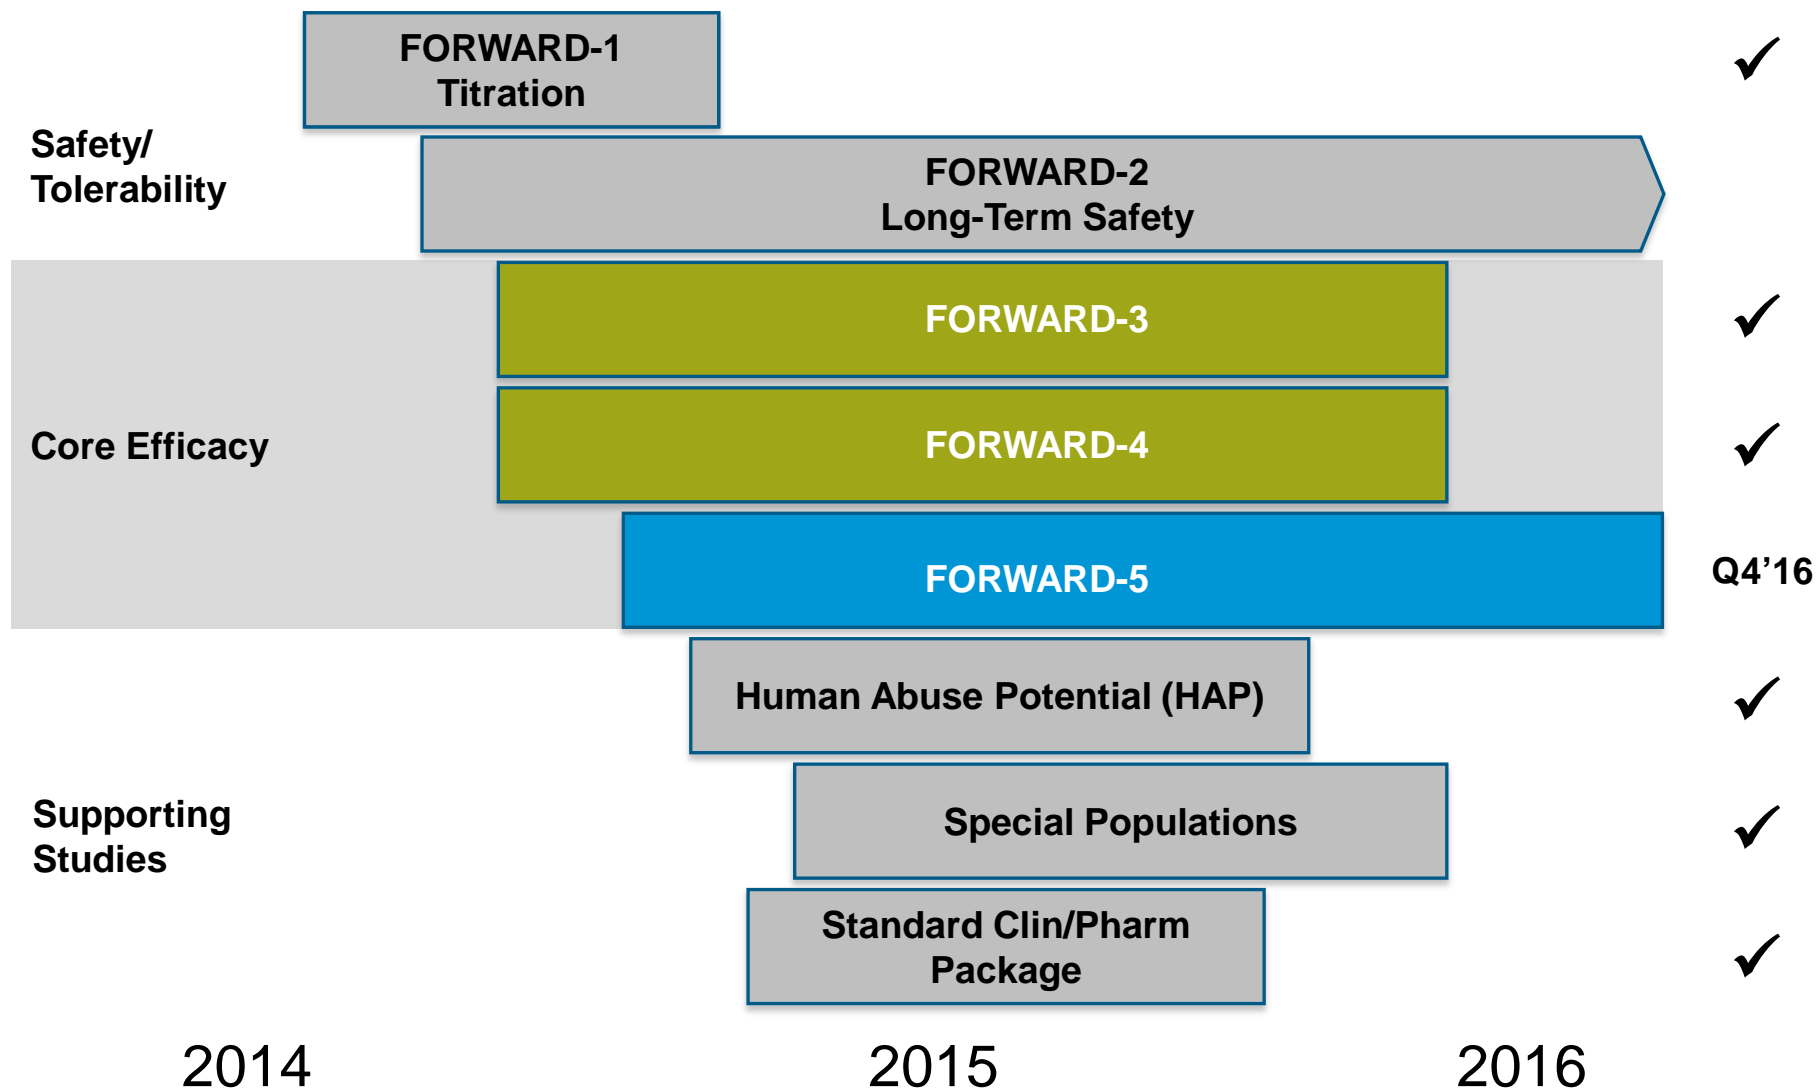 FORWARD-1
Titration
✓
Safety/
Tolerability
FORWARD-2
Long-Term Safety
FORWARD-3
✓
Core Efficacy
FORWARD-4
✓
FORWARD-5
Q4’16
Human Abuse Potential (HAP)
✓
Supporting
Studies
Special Populations
✓
Standard Clin/Pharm
Package
✓
2014
2015
2016